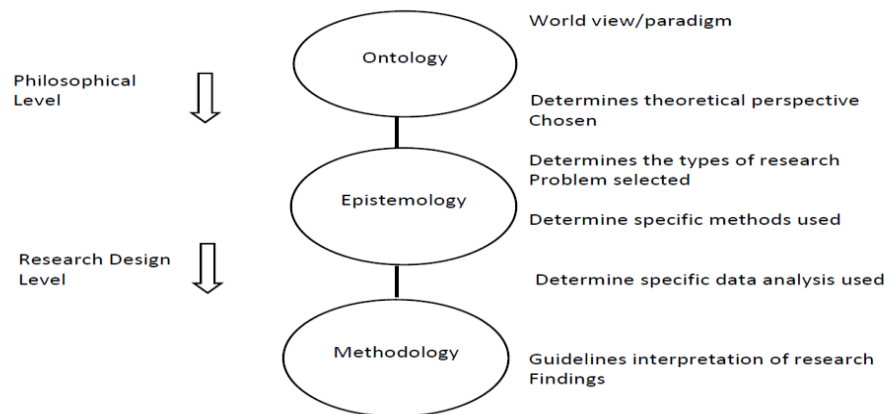 World view/paradigm
Ontology
Philosophical
Level
Determines theoretical perspective
Chosen
Determines the types of research
Problem selected
Epistemology
Determine specific methods used
Research Design
Level
Determine specific data analysis used
Methodology
Guidelines interpretation of research
Findings